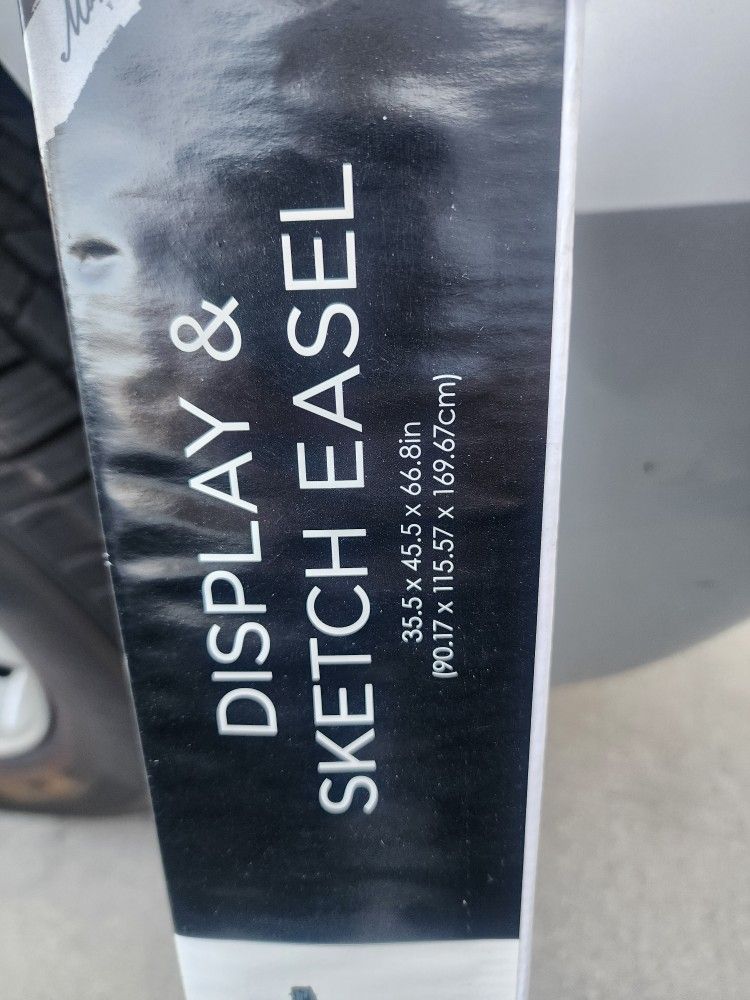 DISPLAY &
SKETCH EASEL
35.5 x 45.5 x 66.8in
(90.17 x 115.57 x 169.67cm)